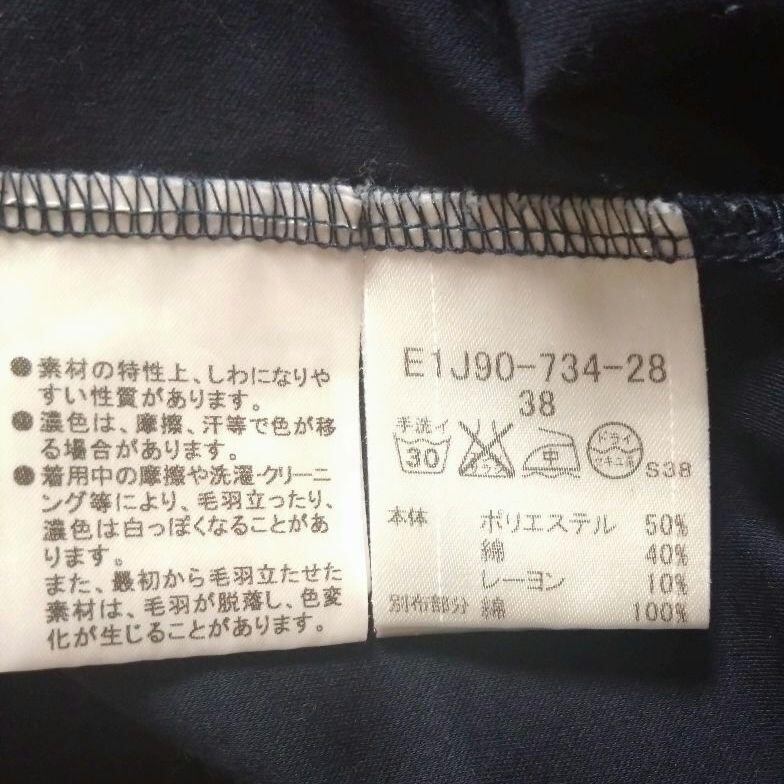 ●素材の特性上、しわになりや
すい性質があります。
●濃色は、摩擦、汗等で色が移
る場合があります。
●着用中の摩擦や洗濯・クリーニ
ング等により、毛羽立ったり、
濃色は白っぽくなることがあ
ります。
また、最初から毛羽立たせた
素材は、毛羽が脱落し、色変
化が生じることがあります。
E1J90-734-28
38
手洗イ
30
中
ドライ
S38
本体 ポリエステル 50%
綿 40%
レーヨン 10%
別布部分 綿 100%